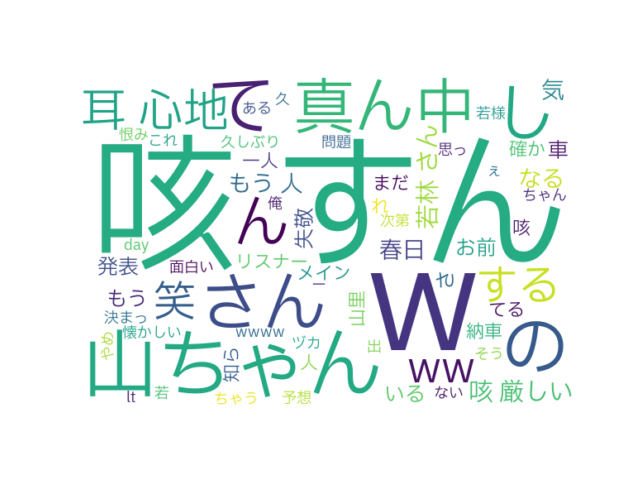 耳 心地
て
真ん中
し
気
ある
久
若様
恨み
これ
久しぶり
問題
思っ
確か
車
一人
咳 すん
もう 人
まだ
若林 さん
ぇ
なる
ちゃん
ん
失敬
俺
れ
次第
咳
day
発表
面白い
リスナー
メイン
春日
お前
w
の
そ
する
もう
笑
さん
ー
山里
てる
決まっ
懐かしい
wwww
ヅカ
納車
山ちゃん
やめ
知ら
人
出
ww
そう
lt
若
ちゃう
予想
いる
ない
咳 厳しい